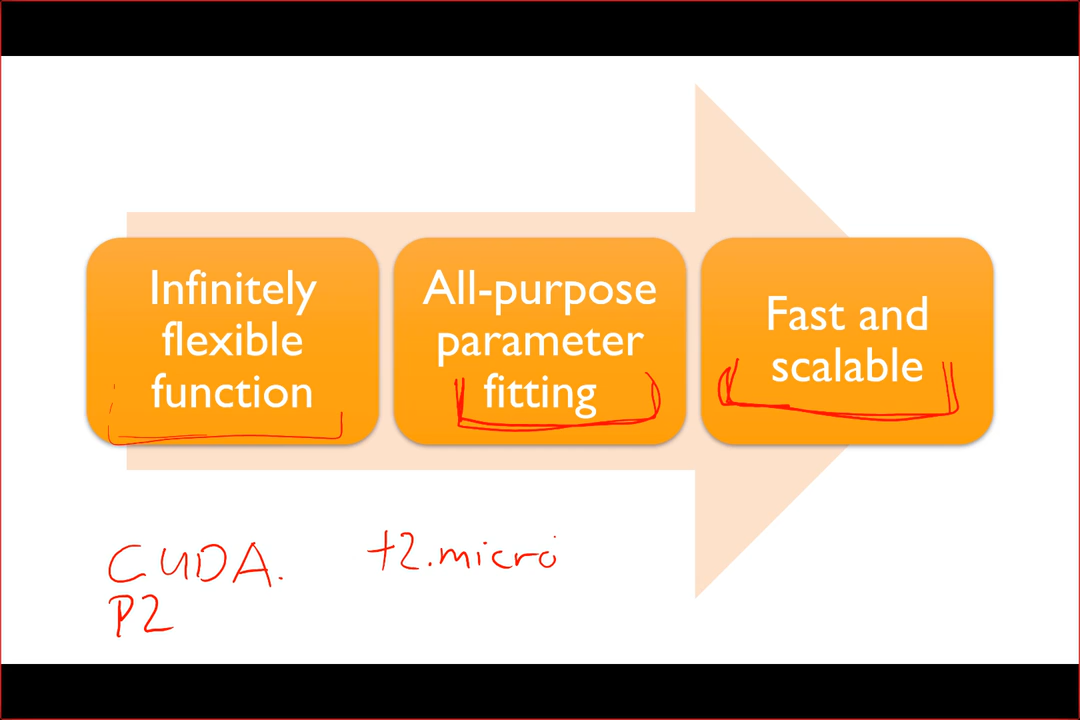 Infinitely
flexible
function
All-purpose
parameter
fitting
Fast and
scalable
CUDA.
t2.micro
P2